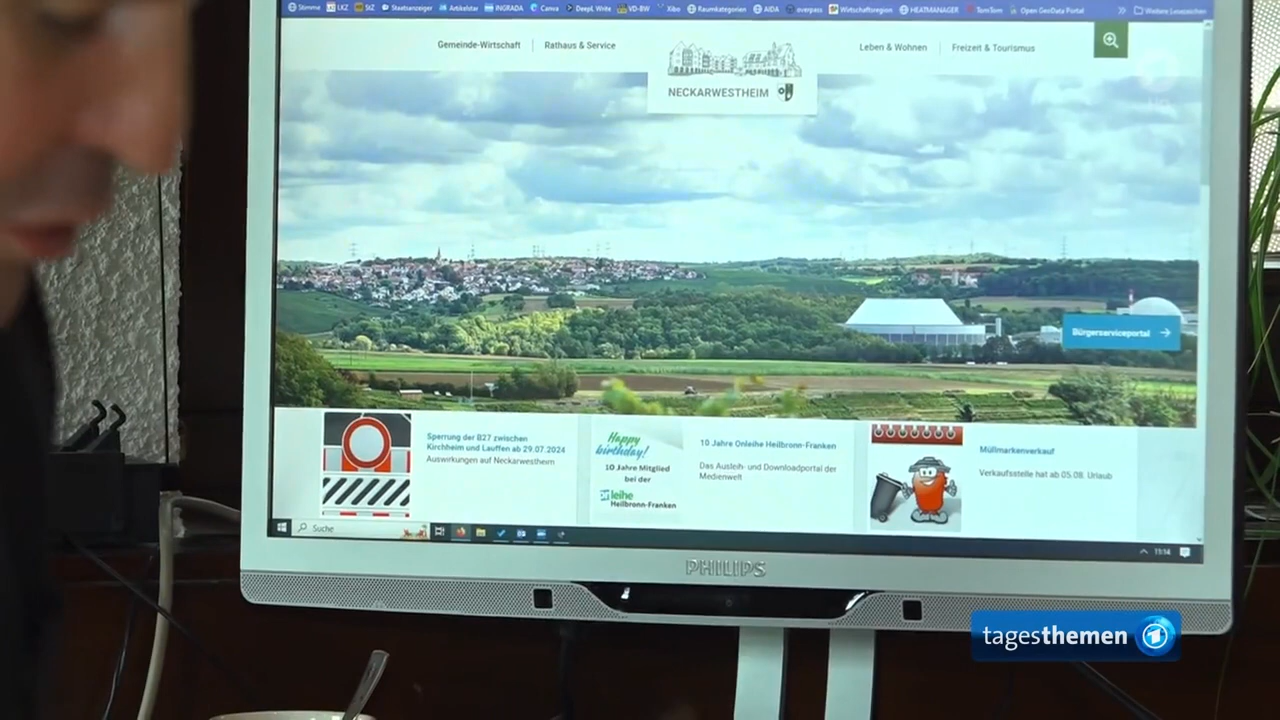 Stimme LKZ StZ Staatsanzeiger Artikelstar INGRADA Canva DeepL Write VD-BW Xibo Raumkategorien AIDA overpass Wirtschaftsregion HEATMANAGER TomTom Open GeoData Portal Weitere Lesezeichen
Gemeinde-Wirtschaft Rathaus & Service Leben & Wohnen Freizeit & Tourismus
NECKARWESTHEIM
Bürgerserviceportal
Sperrung der B27 zwischen
Kirchheim und Lauffen ab 29.07.2024
Auswirkungen auf Neckarwestheim
Happy
birthday!
10 Jahre Mitglied
bei der
leihe
Heilbronn-Franken
10 Jahre Onleihe Heilbronn-Franken
Das Ausleih- und Downloadportal der
Medienwelt
Müllmarkenverkauf
Verkaufsstelle hat ab 05.08. Urlaub
Suche
11:14
PHILIPS
tagesthemen